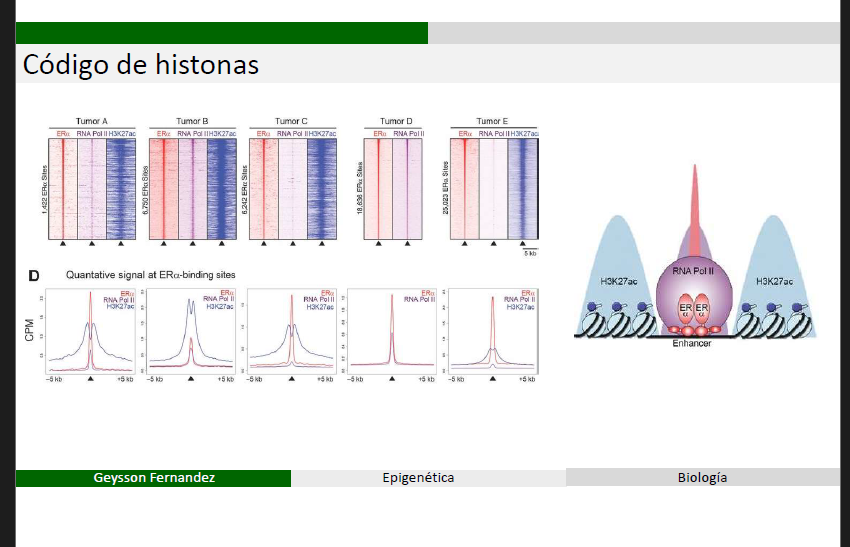 Código de histonas
Tumor A
ERα RNA Pol II H3K27ac
1,422 ERα Sites
Tumor B
ERα RNA Pol II H3K27ac
6,750 ERα Sites
Tumor C
ERα RNA Pol II H3K27ac
6,242 ERα Sites
Tumor D
ERα RNA Pol II
18,636 ERα Sites
Tumor E
ERα RNA Pol II H3K27ac
25,023 ERα Sites
5 kb
D Quantative signal at ERα-binding sites
CPM
ERα
RNA Pol II
H3K27ac
-5 kb +5 kb
ERα
RNA Pol II
H3K27ac
-5 kb +5 kb
ERα
RNA Pol II
H3K27ac
-5 kb +5 kb
ERα
RNA Pol II
-5 kb +5 kb
ERα
RNA Pol II
H3K27ac
-5 kb +5 kb
H3K27ac
RNA Pol II
H3K27ac
ER ER
α α
Enhancer
Geysson Fernandez
Epigenética
Biología